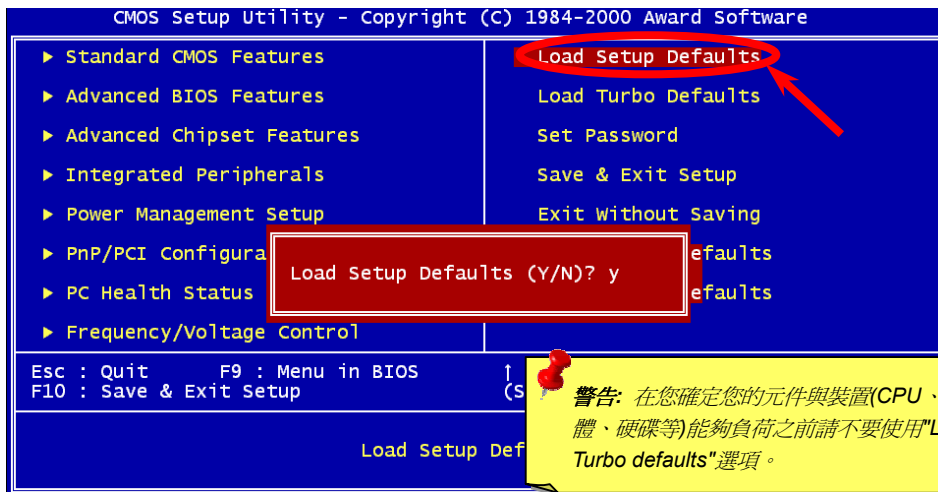 CMOS Setup Utility – Copyright (C) 1984-2000 Award Software
▶ Standard CMOS Features
▶ Advanced BIOS Features
▶ Advanced Chipset Features
▶ Integrated Peripherals
▶ Power Management Setup
▶ PnP/PCI Configura
▶ PC Health Status
▶ Frequency/Voltage Control
Load Setup Defaults
Load Turbo Defaults
Set Password
Save & Exit Setup
Exit Without Saving
efaults
efaults
Load Setup Defaults (Y/N)? y
Esc : Quit F9 : Menu in BIOS ↑
F10 : Save & Exit Setup (S
Load Setup Def
警告: 在您確定您的元件與裝置(CPU、
體、硬碟等)能夠負荷之前請不要使用"L
Turbo defaults"選項。